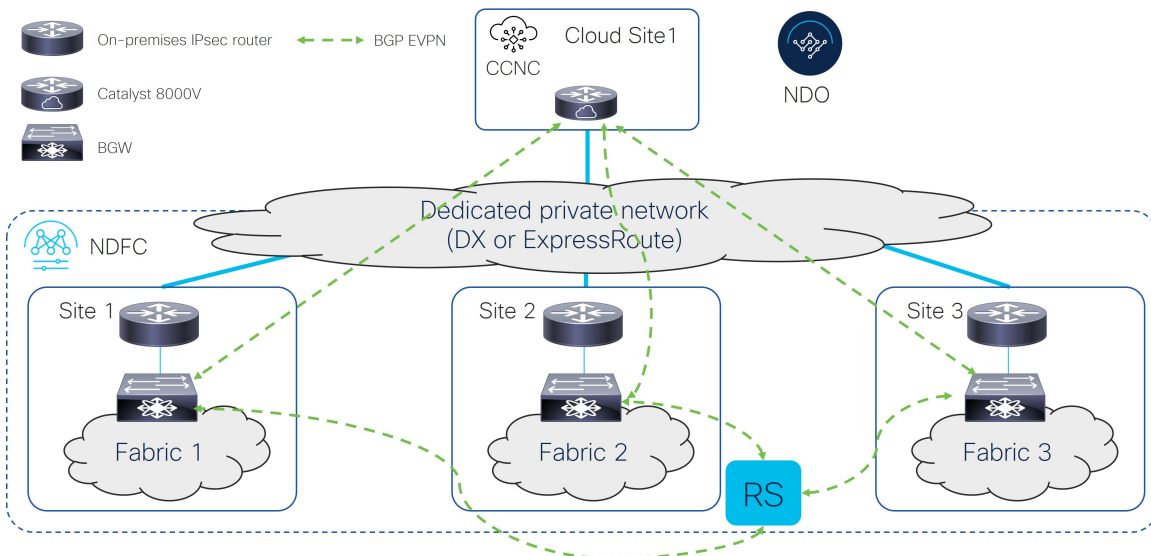 On-premises IPsec router
BGP EVPN
Catalyst 8000V
BGW
Cloud Site1
CCNC
NDO
Dedicated private network
(DX or ExpressRoute)
NDFC
Site 1
Site 2
Site 3
Fabric 1
Fabric 2
Fabric 3
RS